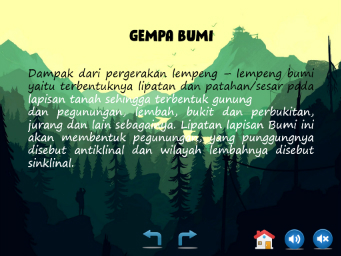 GEMPA BUMI
Dampak dari pergerakan lempeng – lempeng bumi
yaitu terbentuknya lipatan dan patahan/sesar pada
lapisan tanah sehingga terbentuk gunung
dan pegunungan, lembah, bukit dan perbukitan,
jurang dan lain sebagainya. Lipatan lapisan Bumi ini
akan membentuk pegunungan, yang punggungnya
disebut antiklinal dan wilayah lembahnya disebut
sinklinal.